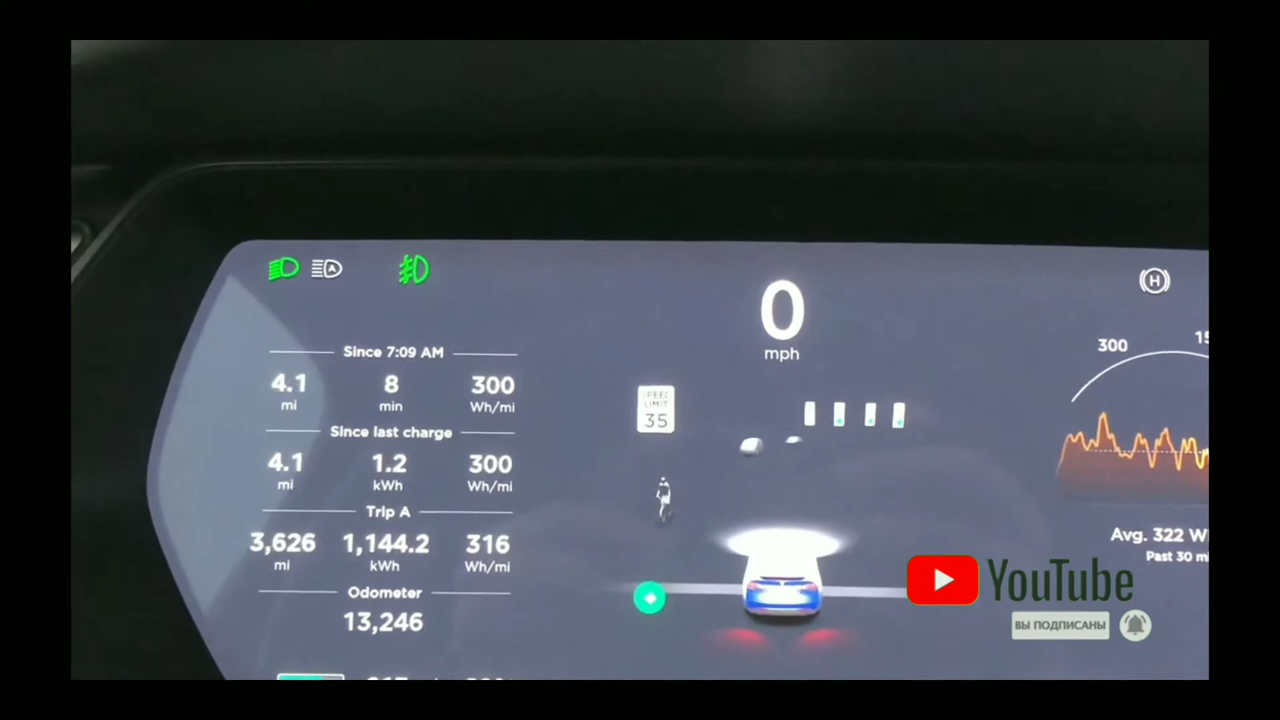 0
mph
300
Since 7:09 AM
4.1 8 300
mi min Wh/mi
Since last charge
4.1 1.2 300
mi kWh Wh/mi
Trip A
3,626 1,144.2 316
mi kWh Wh/mi
Odometer
13,246
SPEED
LIMIT
35
H
A
Avg. 322
Past 30
YouTube
ВЫ ПОДПИСАНЫ